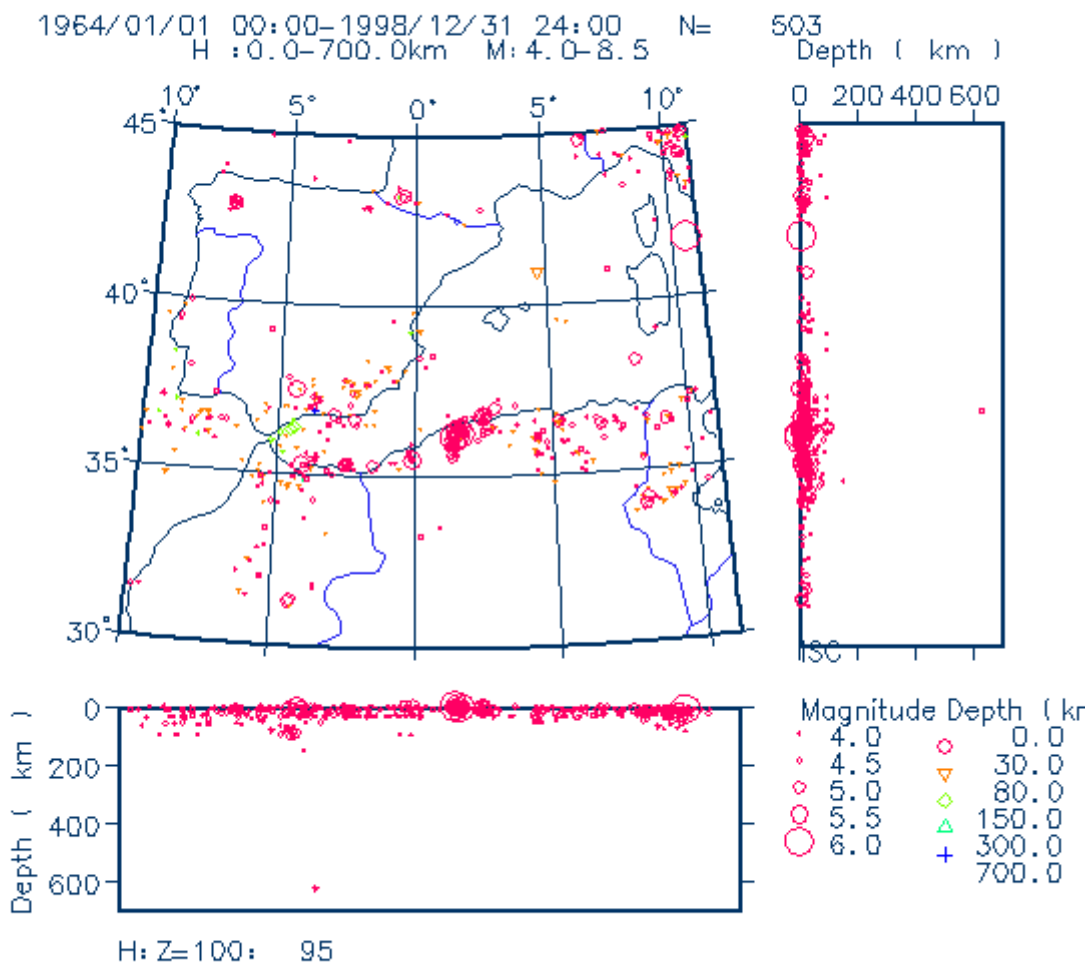 1964/01/01 00:00-1998/12/31 24:00 N= 503
H :0.0-700.0km M:4.0-8.5
Depth ( km )
0 200 400 600
10° 5° 0° 5° 10°
45°
40°
35°
30°
SC
Depth ( km )
0
200
400
600
Magnitude Depth (km
4.0 0.0
4.5 30.0
5.0 80.0
5.5 150.0
6.0 300.0
700.0
H: Z=100: 95